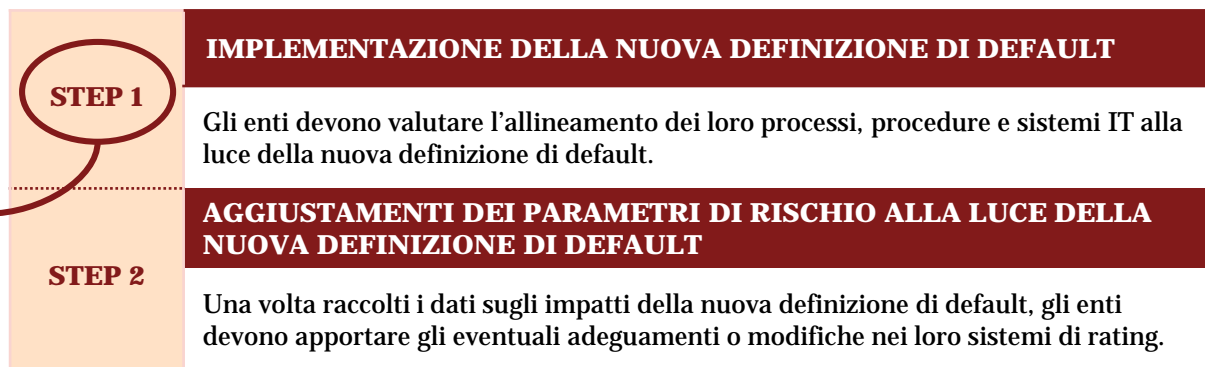 STEP 1
IMPLEMENTAZIONE DELLA NUOVA DEFINIZIONE DI DEFAULT
Gli enti devono valutare l'allineamento dei loro processi, procedure e sistemi IT alla
luce della nuova definizione di default.
STEP 2
AGGIUSTAMENTI DEI PARAMETRI DI RISCHIO ALLA LUCE DELLA
NUOVA DEFINIZIONE DI DEFAULT
Una volta raccolti i dati sugli impatti della nuova definizione di default, gli enti
devono apportare gli eventuali adeguamenti o modifiche nei loro sistemi di rating.